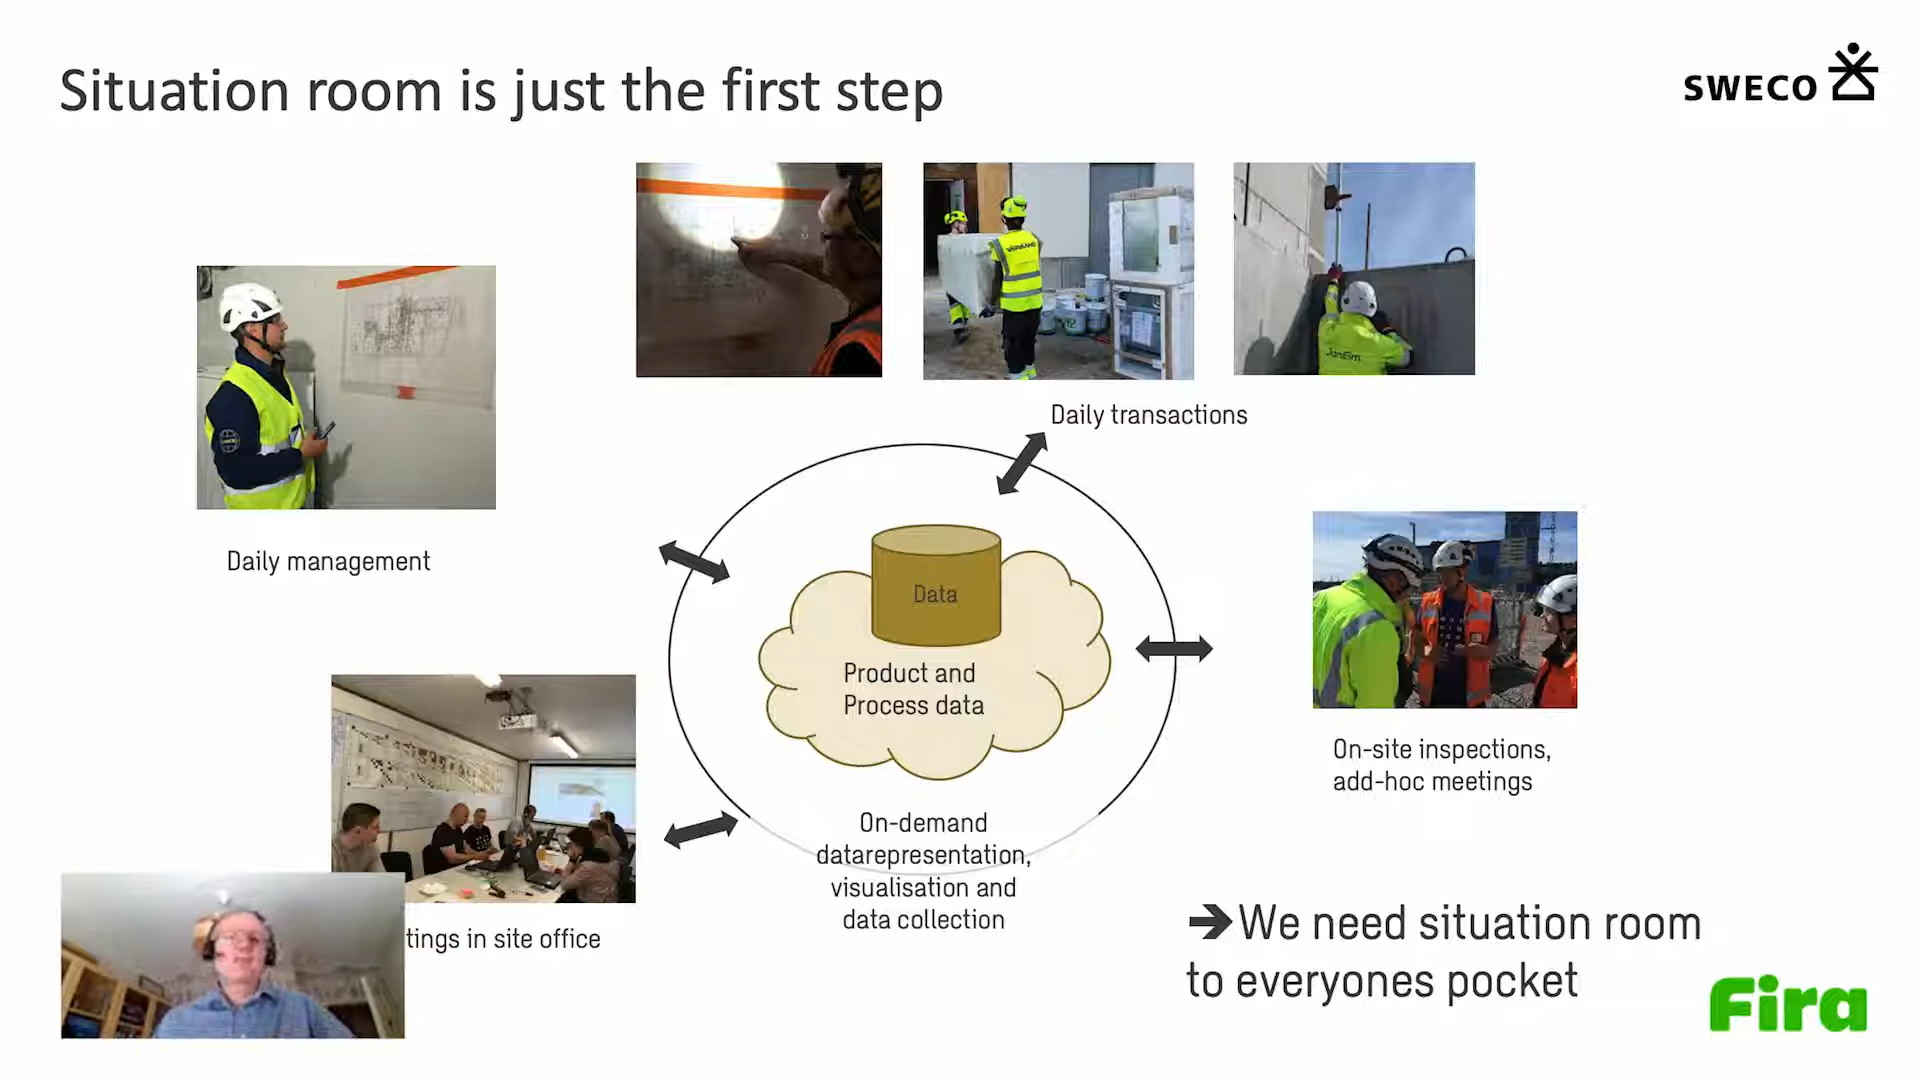 Situation room is just the first step
SWECO
Daily transactions
Daily management
Data
Product and
Process data
On-site inspections,
add-hoc meetings
On-demand
datarepresentation,
visualisation and
data collection
tings in site office
We need situation room
to everyones pocket
Fira